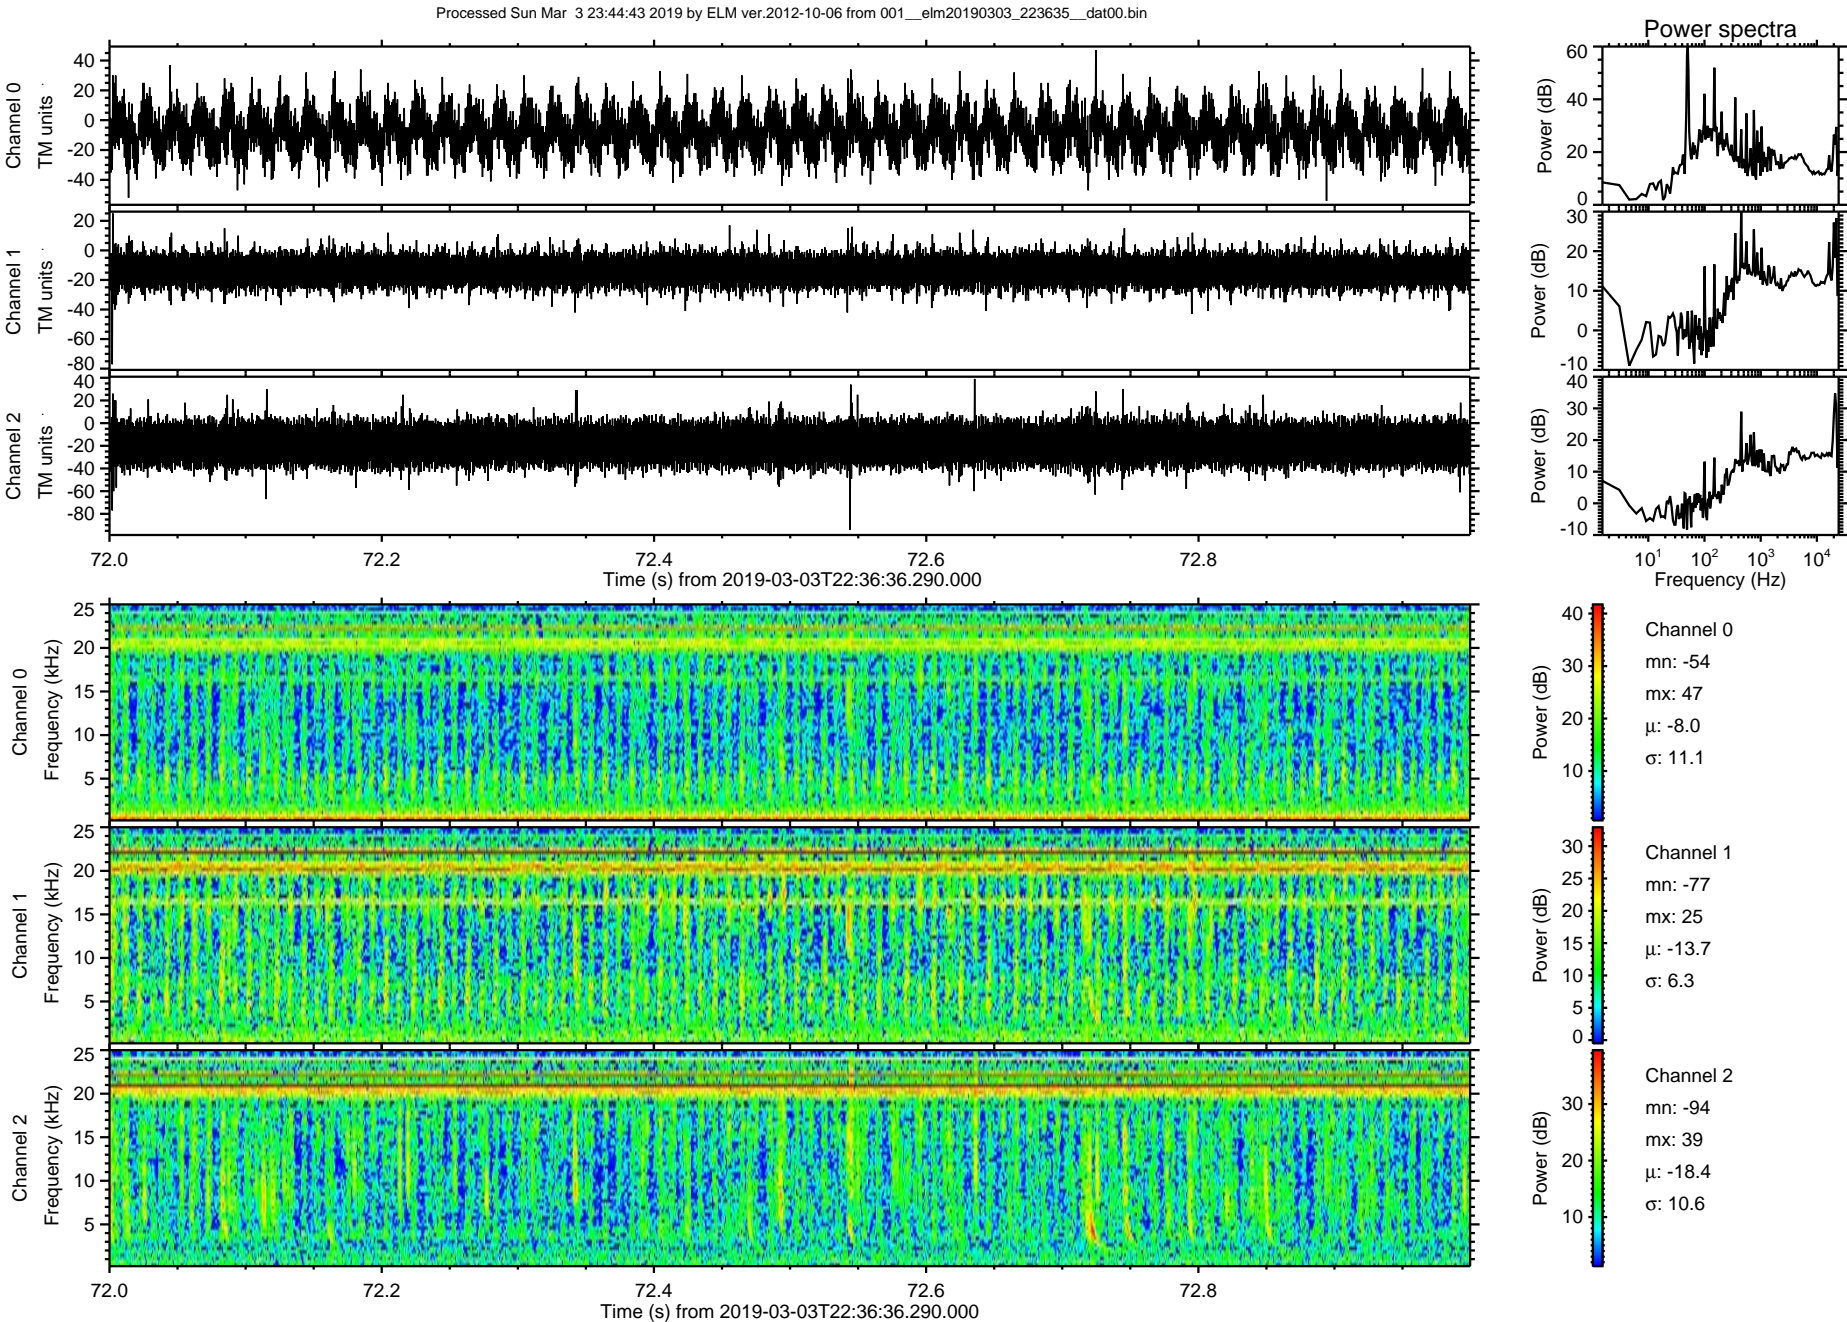 Processed Sun Mar  3 23:44:43 2019 by ELM ver.2012-10-06 from 001__elm20190303_223635__dat00.bin
Power spectra
Channel 0
TM units
40
20
0
-20
-40
Power (dB)
60
40
20
0
Channel 1
TM units
20
0
-20
-40
-60
-80
Power (dB)
30
20
10
0
-10
Channel 2
TM units
40
20
0
-20
-40
-60
-80
Power (dB)
40
30
20
10
0
-10
72.0 72.2 72.4 72.6 72.8
Time (s) from 2019-03-03T22:36:36.290.000
10^1 10^2 10^3 10^4
Frequency (Hz)
Channel 0
Frequency (kHz)
25
20
15
10
5
Power (dB)
40
30
20
10
Channel 0
mn: -54
mx: 47
μ: -8.0
σ: 11.1
Channel 1
Frequency (kHz)
25
20
15
10
5
Power (dB)
30
25
20
15
10
5
0
Channel 1
mn: -77
mx: 25
μ: -13.7
σ: 6.3
Channel 2
Frequency (kHz)
25
20
15
10
5
Power (dB)
30
20
10
Channel 2
mn: -94
mx: 39
μ: -18.4
σ: 10.6
72.0 72.2 72.4 72.6 72.8
Time (s) from 2019-03-03T22:36:36.290.000